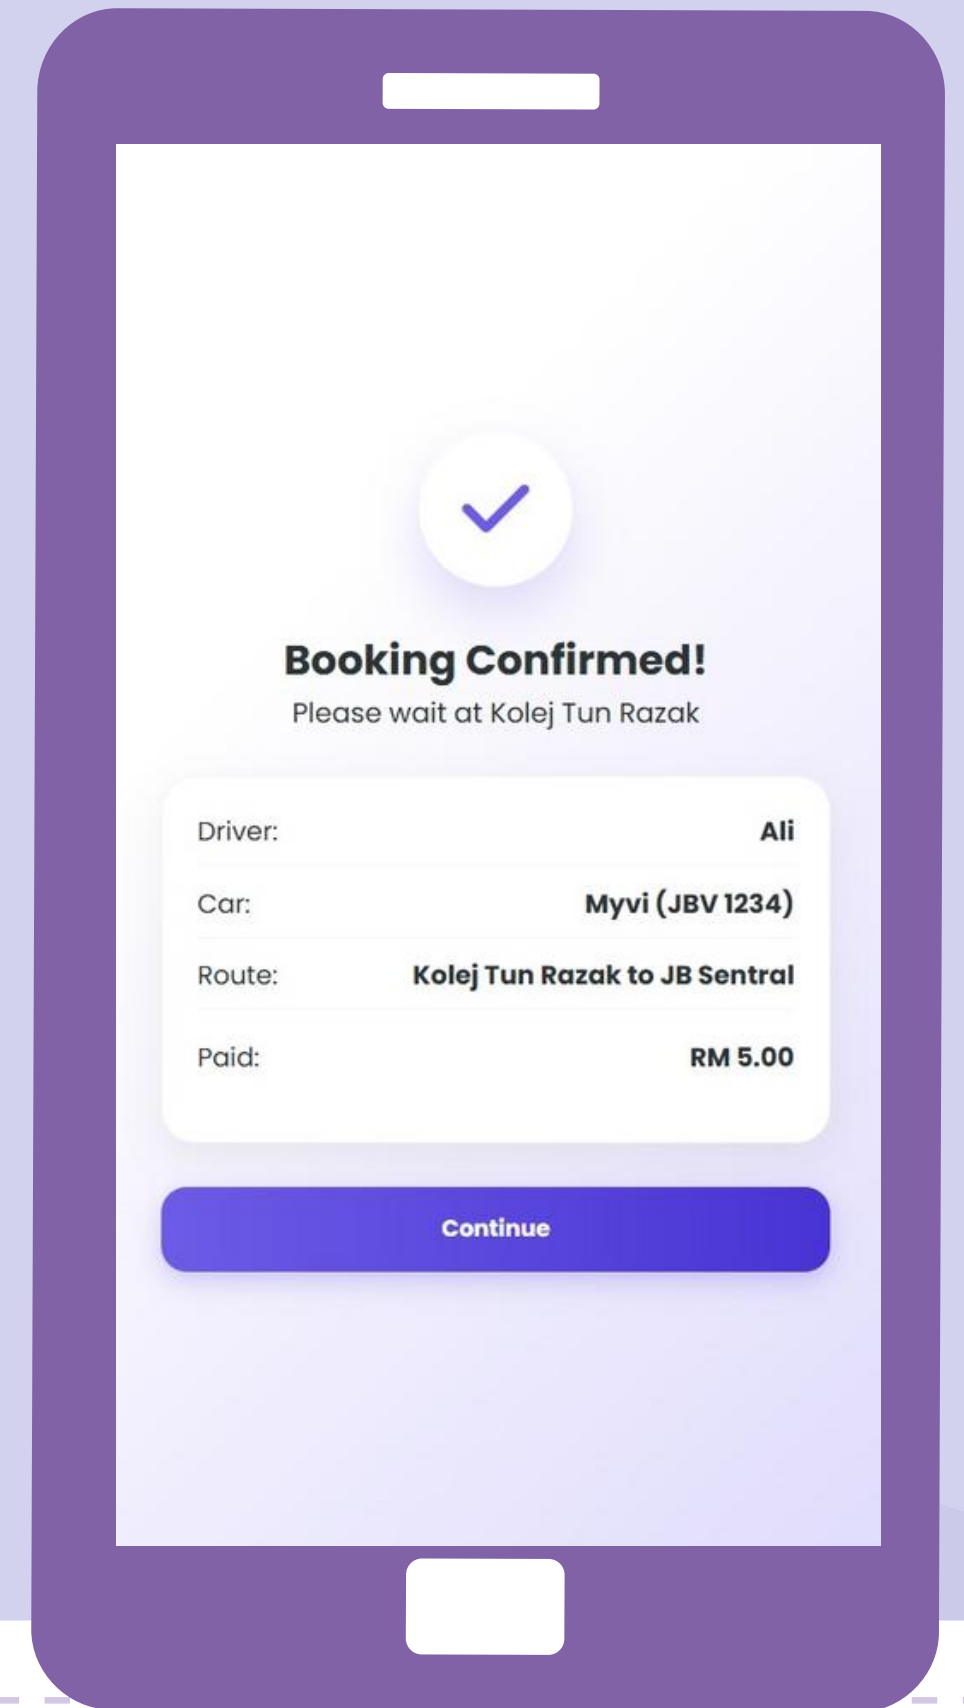 Booking Confirmed!
Please wait at Kolej Tun Razak
Driver: Ali
Car: Myvi (JBV 1234)
Route: Kolej Tun Razak to JB Sentral
Paid: RM 5.00
Continue